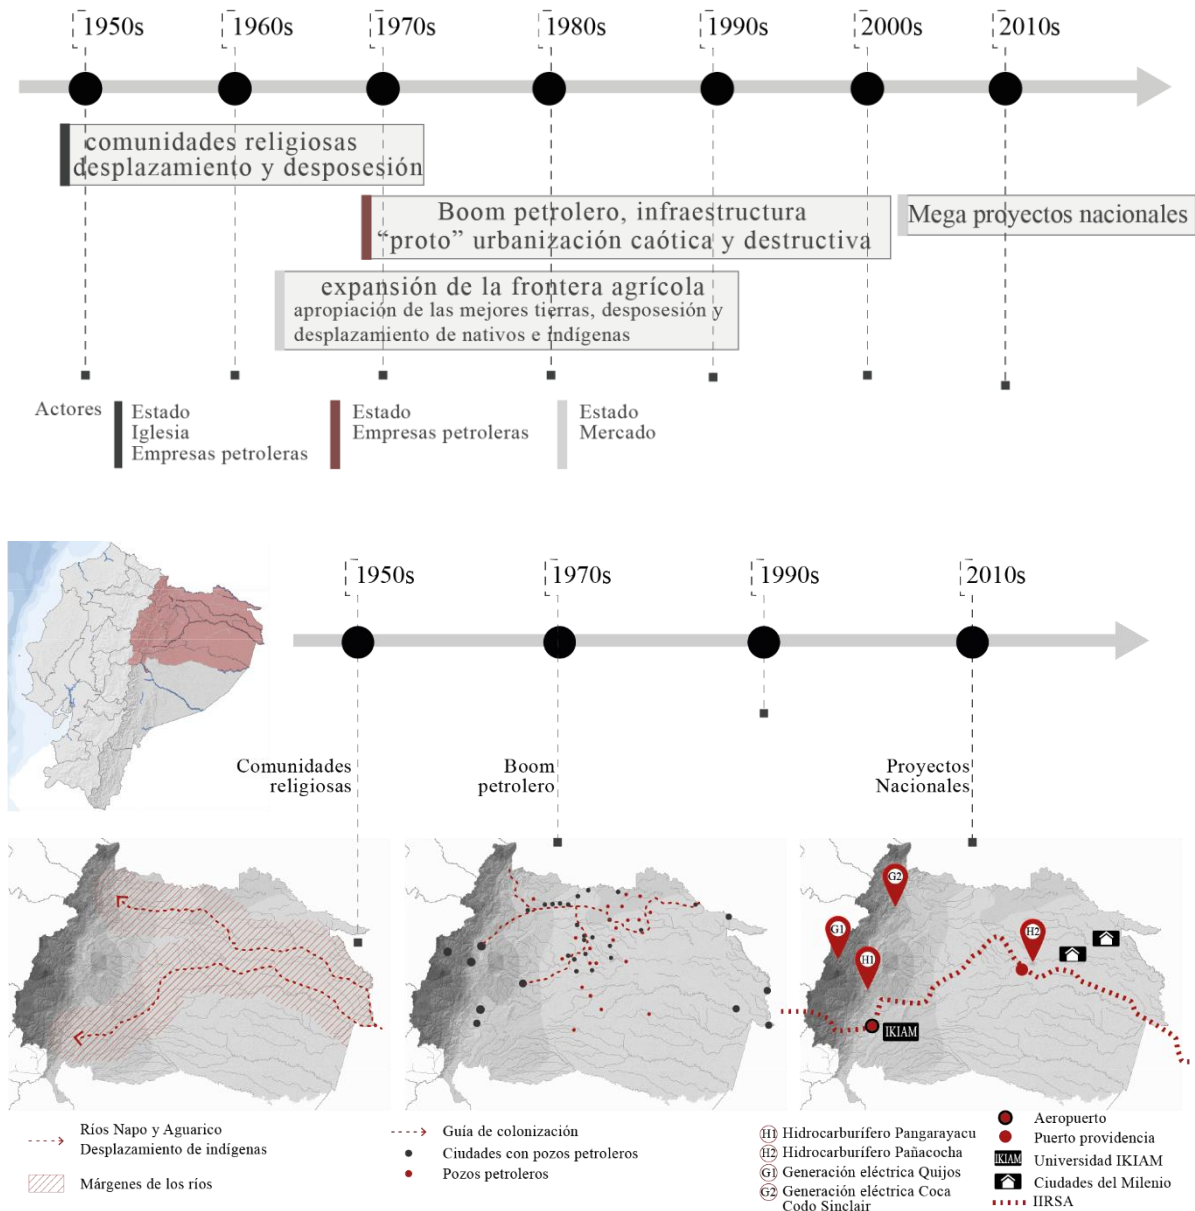 1950s
1960s
1970s
1980s
1990s
2000s
2010s
comunidades religiosas
desplazamiento y desposesión
Boom petrolero, infraestructura
“proto” urbanización caótica y destructiva
Mega proyectos nacionales
expansión de la frontera agrícola
apropiación de las mejores tierras, desposesión y
desplazamiento de nativos e indígenas
Actores
Estado
Iglesia
Empresas petroleras
Estado
Empresas petroleras
Estado
Mercado
1950s
1970s
1990s
2010s
Comunidades
religiosas
Boom
petrolero
Proyectos
Nacionales
G2
G1
H1
H2
IKIAM
Ríos Napo y Aguarico
Desplazamiento de indígenas
Márgenes de los ríos
Guía de colonización
Ciudades con pozos petroleros
Pozos petroleros
H1 Hidrocarburífero Pangarayacu
H2 Hidrocarburífero Pañacocha
G1 Generación eléctrica Quijos
G2 Generación eléctrica Coca
Codo Sinclair
Aeropuerto
Puerto providencia
IKIAM Universidad IKIAM
Ciudades del Milenio
IIRSA